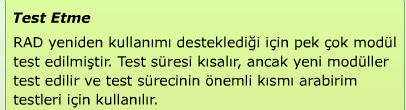 Test Etme
RAD yeniden kullanımı desteklediği için pek çok modül
test edilmiştir. Test süresi kısalır, ancak yeni modüller
test edilir ve test sürecinin önemli kısmı arabirim
testleri için kullanılır.